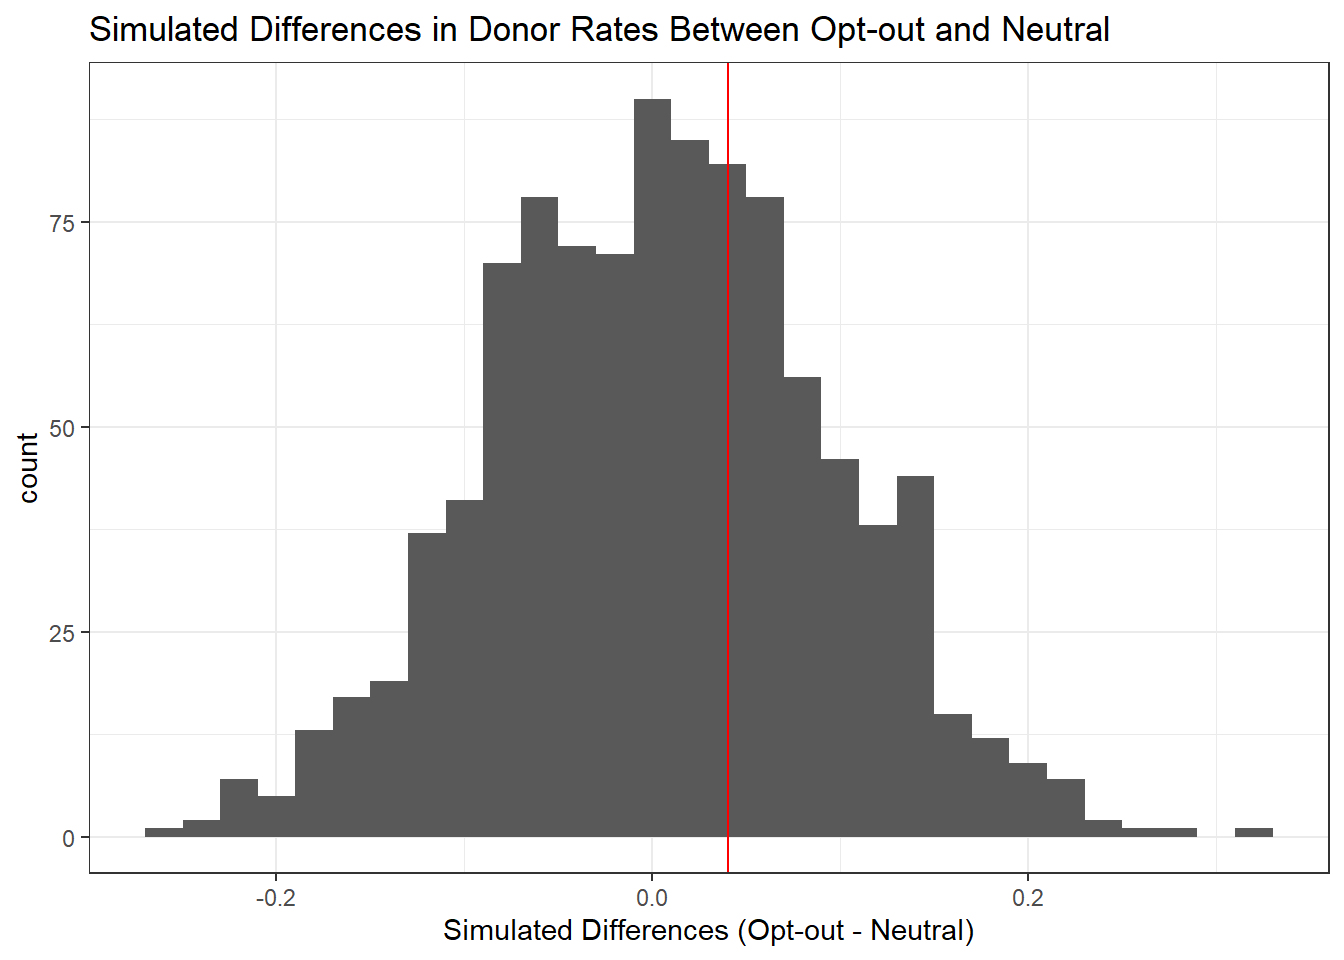 Simulated Differences in Donor Rates Between Opt-out and Neutral
count
75
50
25
0
-0.2
0.0
0.2
Simulated Differences (Opt-out - Neutral)